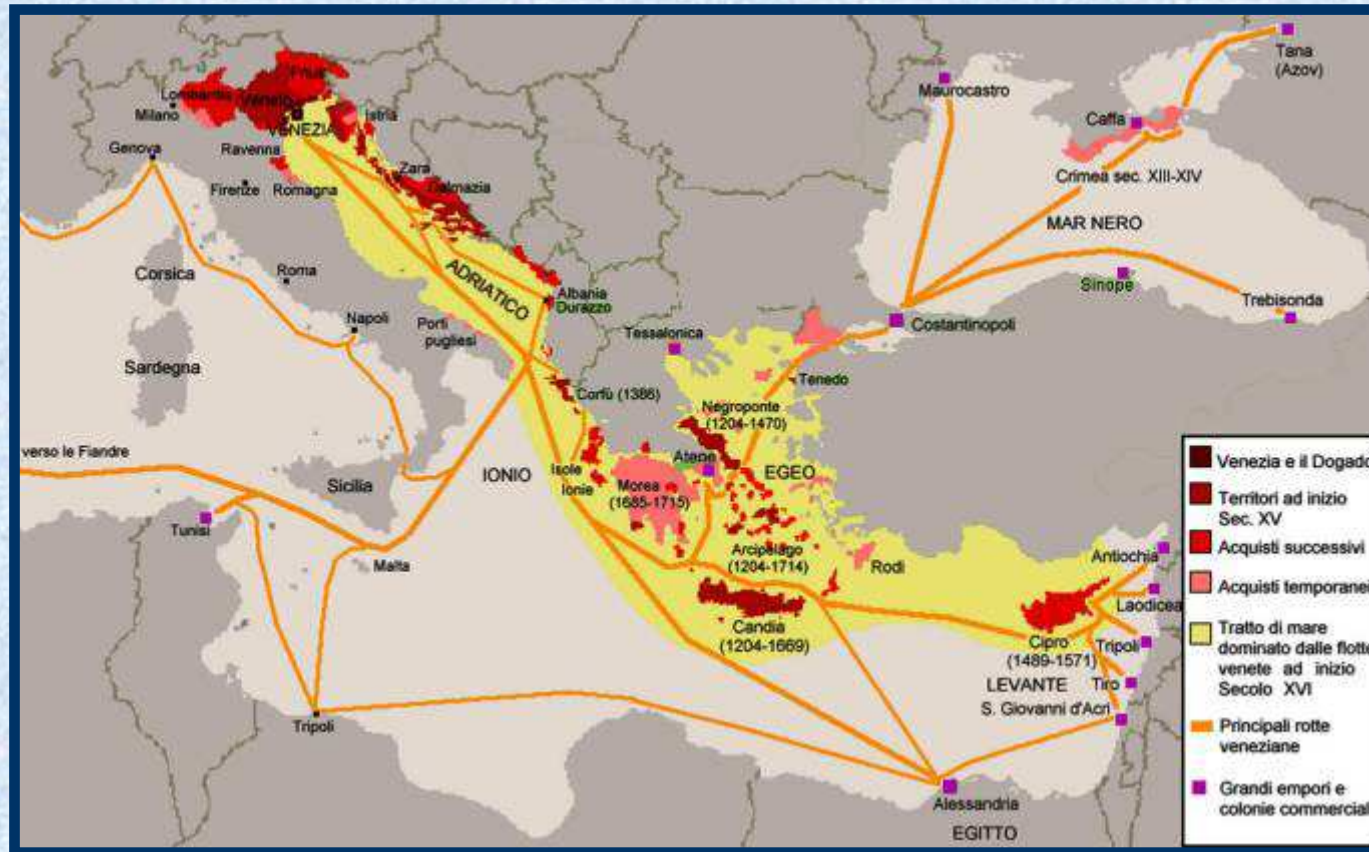 Tana
(Azov)
Maurocastro
Caffa
Crimea sec. XIII-XIV
MAR NERO
Sinope
Trebisonda
Costantinopoli
Friuli
Lombardia
Veneto
Milano
VENEZIA
Istria
Genova
Ravenna
Firenze
Romagna
Zara
Dalmazia
Corsica
Roma
ADRIATICO
Albania
Durazzo
Napoli
Porti
pugliesi
Tessalonica
Sardegna
Tenedo
Corfù (1386)
Negroponte
(1204-1470)
Atene
EGEO
verso le Fiandre
Sicilia
IONIO
Isole
Ionie
Morea
(1685-1715)
Tunisi
Malta
Arcipelago
(1204-1714)
Rodi
Antiochia
Laodicea
Candia
(1204-1669)
Cipro
(1489-1571)
Tripoli
LEVANTE
Tiro
S. Giovanni d'Acri
Tripoli
Alessandria
EGITTO
Venezia e il Dogado
Territori ad inizio
Sec. XV
Acquisti successivi
Acquisti temporanei
Tratto di mare
dominato dalle flotte
venete ad inizio
Secolo XVI
Principali rotte
veneziane
Grandi empori e
colonie commercial